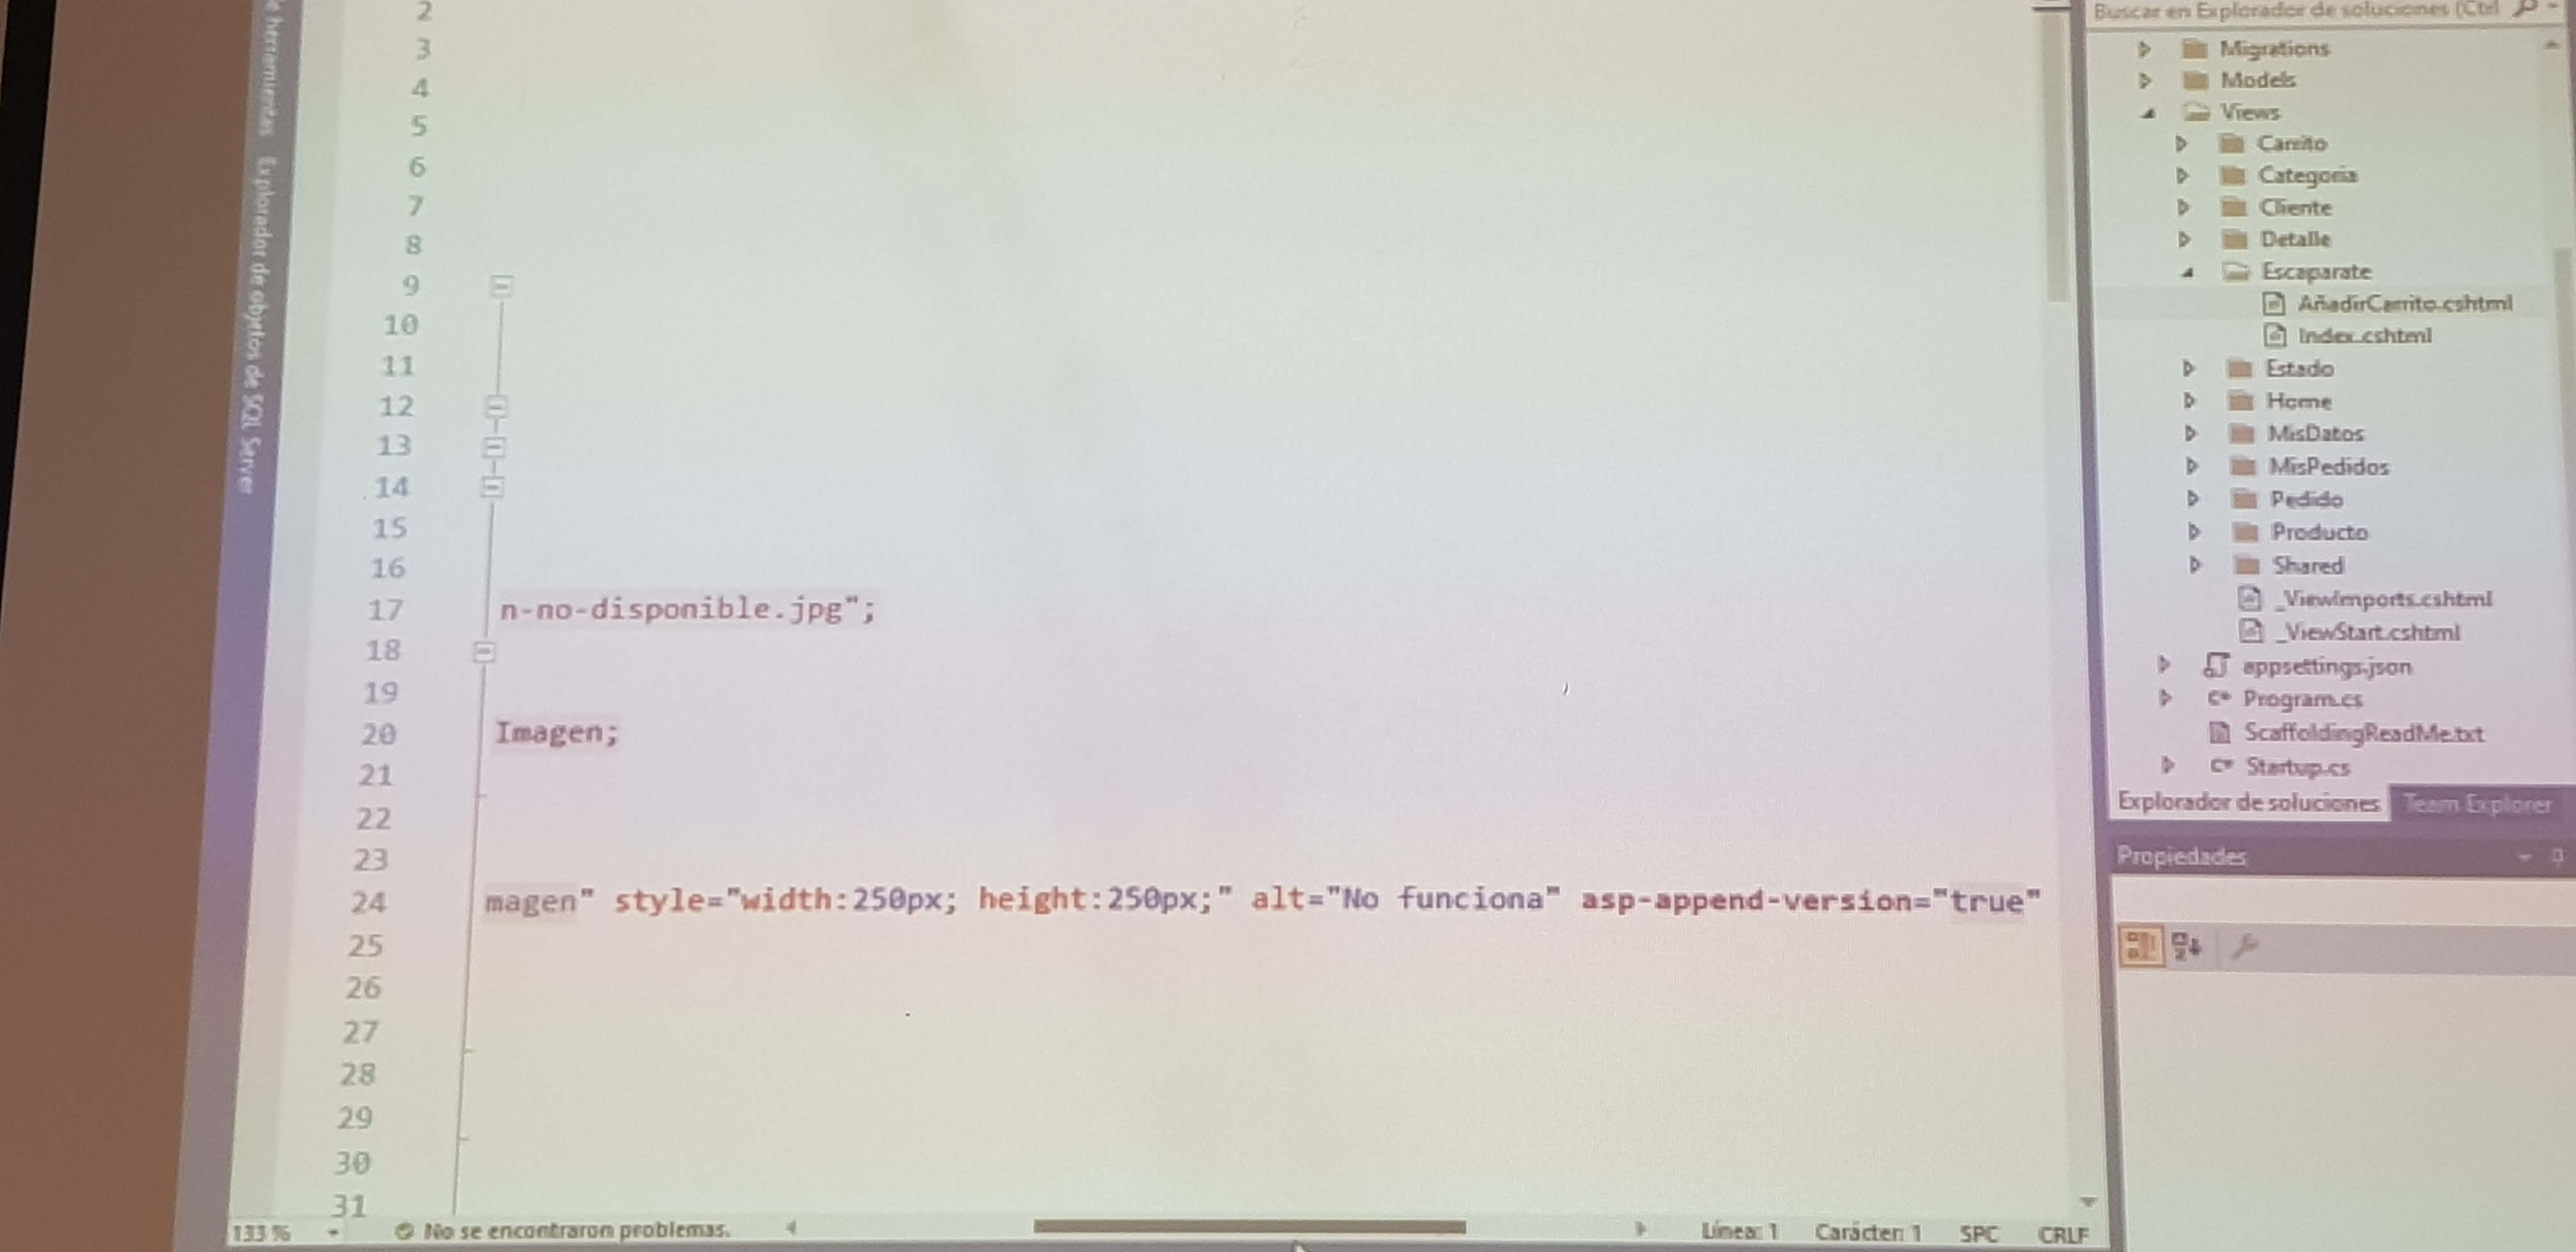 de herramientas
Explorador de objetos de SQL Server
2
3
4
5
6
7
8
9
10
11
12
13
14
15
16
17 n-no-disponible.jpg";
18
19
20 Imagen;
21
22
23
24 magen" style="width:250px; height:250px;" alt="No funciona" asp-append-version="true"
25
26
27
28
29
30
31
133 %
No se encontraron problemas.
Línea: 1
Carácter: 1
SPC
CRLF
Buscar en Explorador de soluciones (Ctrl
Migrations
Models
Views
Carrito
Categoria
Cliente
Detalle
Escaparate
AñadirCarrito.cshtml
Index.cshtml
Estado
Home
MisDatos
MisPedidos
Pedido
Producto
Shared
_ViewImports.cshtml
_ViewStart.cshtml
appsettings.json
C# Program.cs
ScaffoldingReadMe.txt
C# Startup.cs
Explorador de soluciones
Team Explorer
Propiedades